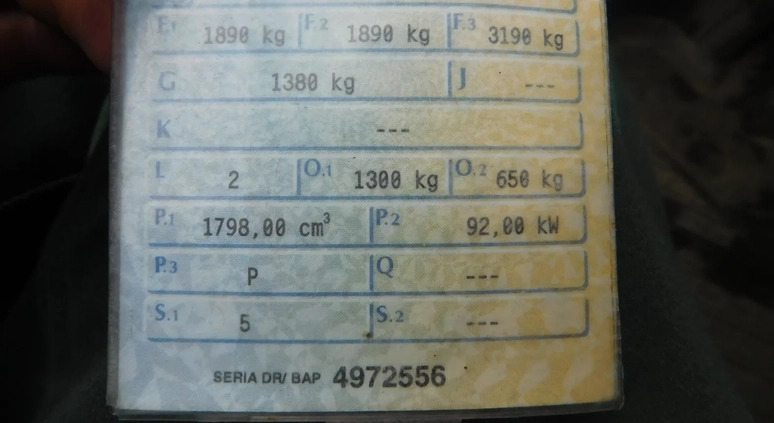 F.1 1890 kg F.2 1890 kg F.3 3190 kg
G 1380 kg J ---
K ---
L 2 O.1 1300 kg O.2 650 kg
P.1 1798,00 cm³ P.2 92,00 kW
P.3 P Q ---
S.1 5 S.2 ---
SERIA DR/ BAP 4972556